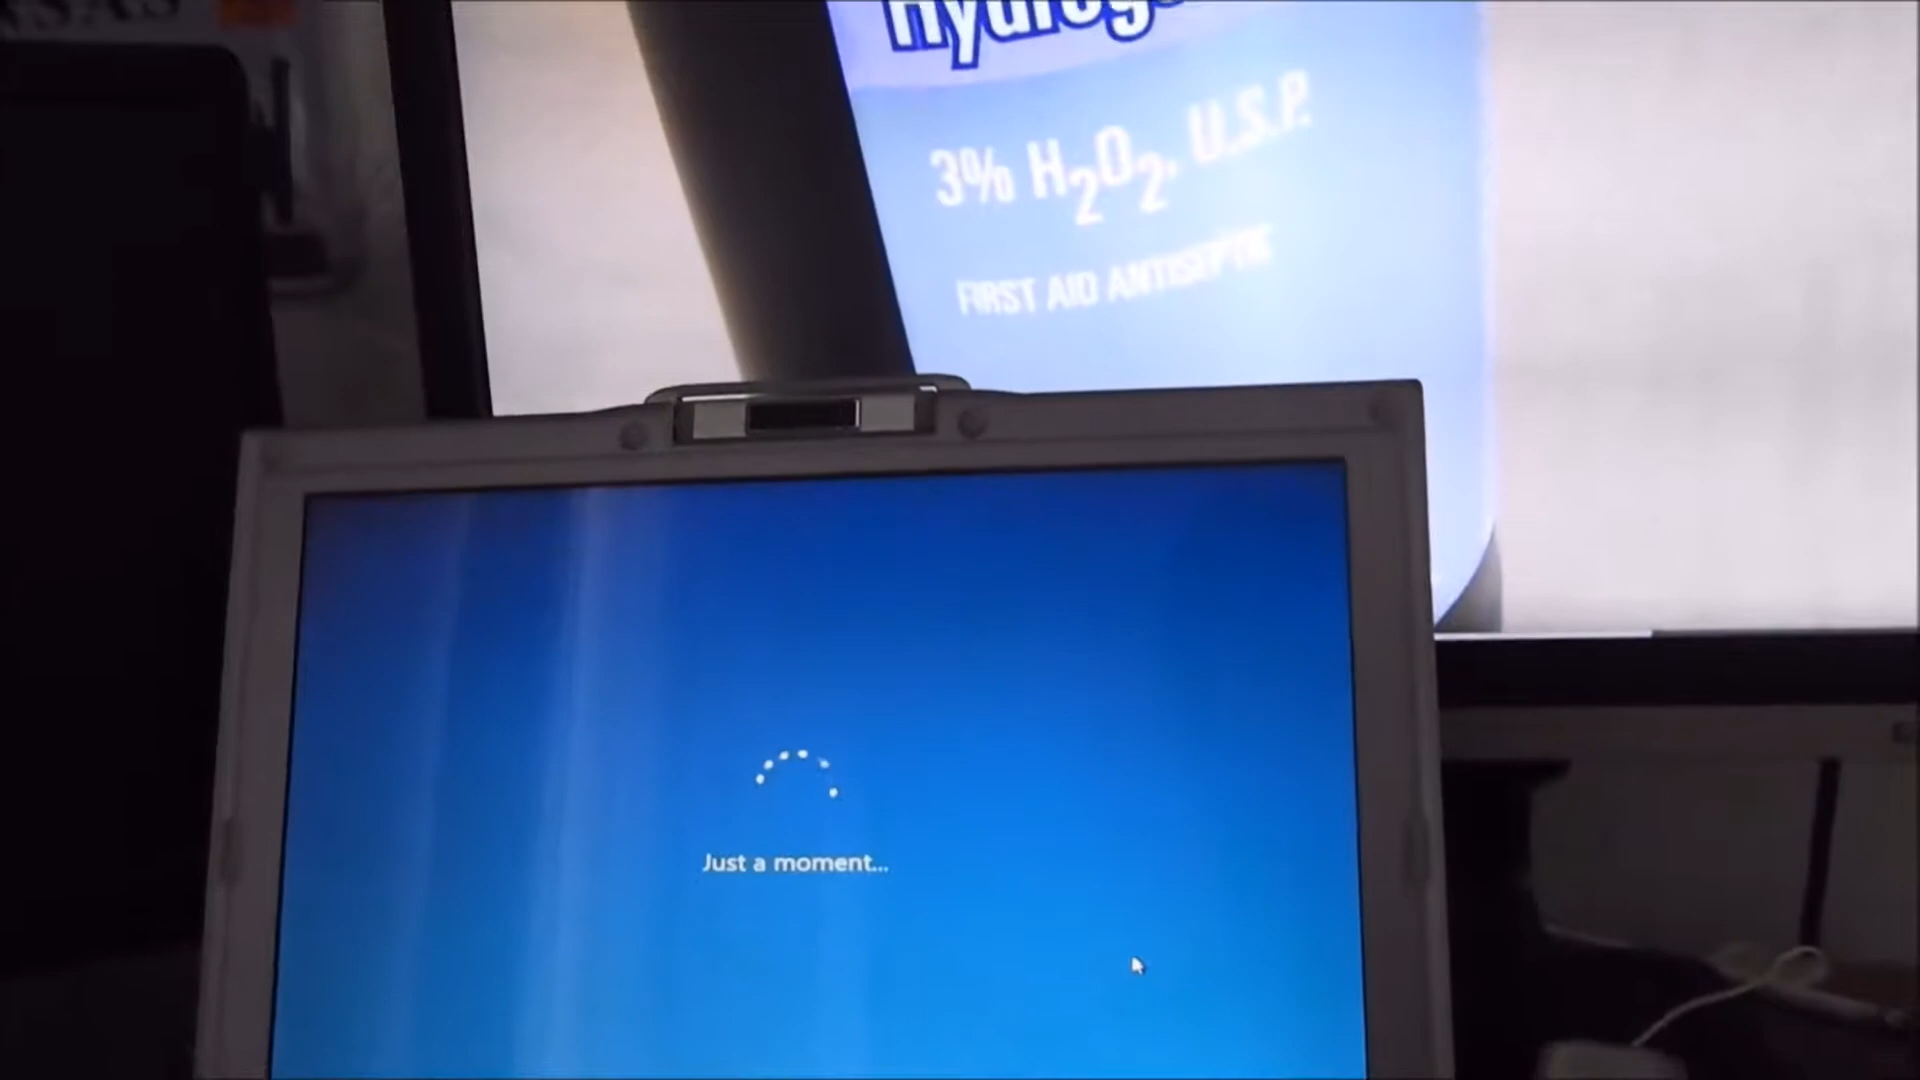 3% H₂O₂, U.S.P.
FIRST AID ANTISEPTIC
Just a moment...